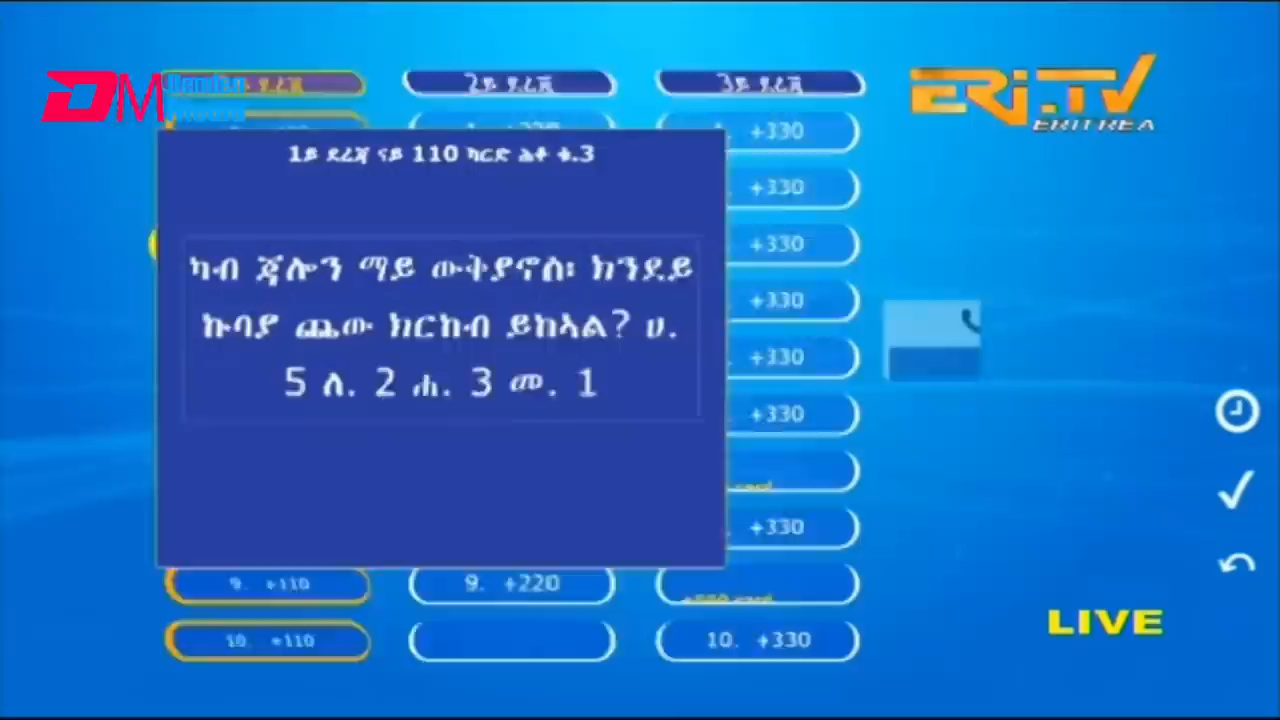 DM
2ይ ደረጃ
3ይ ደረጃ
ERi.TV
ERITREA
+330
1ይ ደረጃ ናይ 110 ካርድ ሕቶ ቁ.3
+330
+330
ካብ ጃሎን ማይ ውቅያኖስ፡ ክንደይ
+330
ኩባያ ጨው ክርከብ ይከኣል? ሀ.
+330
5 ለ. 2 ሐ. 3 መ. 1
+330
+330
9. +110
9. +220
10. +110
10. +330
LIVE